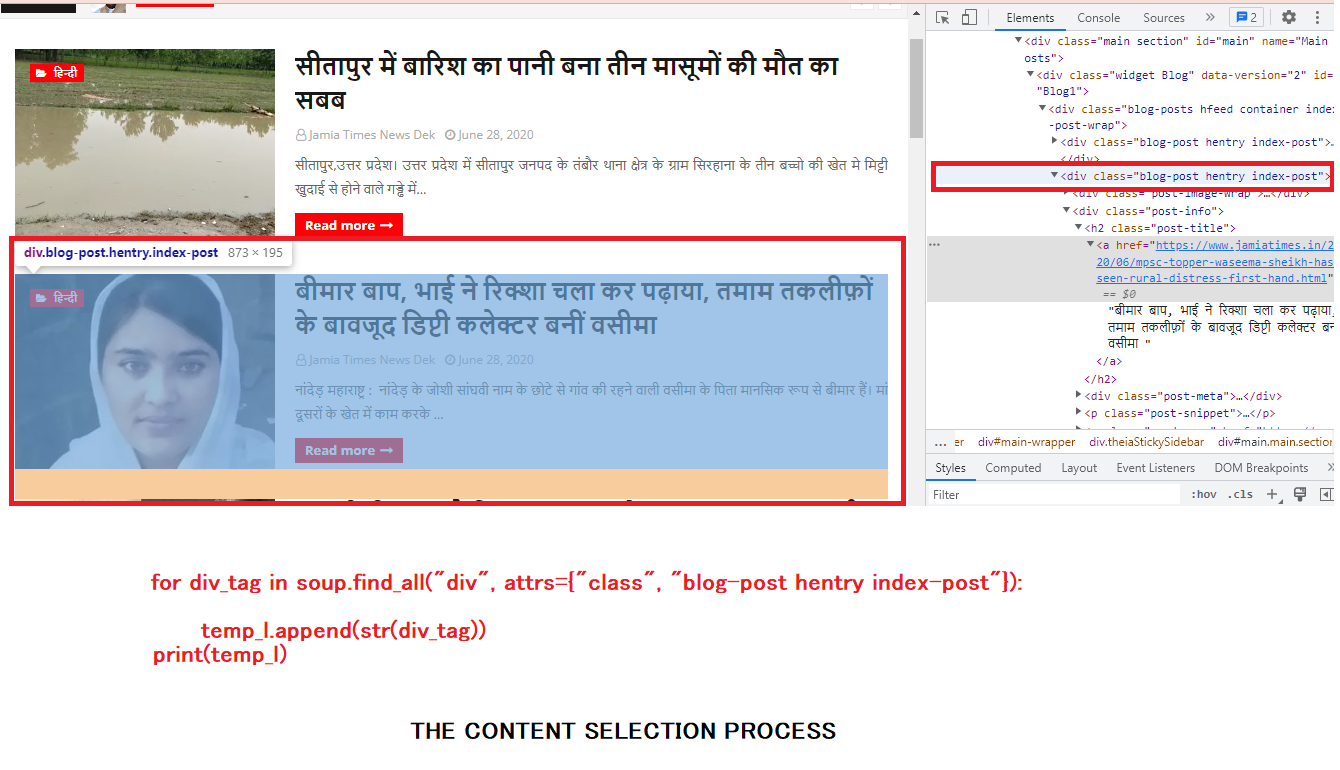 हिन्दी
सीतापुर में बारिश का पानी बना तीन मासूमों की मौत का
सबब
Jamia Times News Dek June 28, 2020
सीतापुर,उत्तर प्रदेश। उत्तर प्रदेश में सीतापुर जनपद के तंबौर थाना क्षेत्र के ग्राम सिरहाना के तीन बच्चो की खेत मे मिट्टी
खुदाई से होने वाले गड्ढे में...
Read more
div.blog-post.hentry.index-post 873 × 195
हिन्दी
बीमार बाप, भाई ने रिक्शा चला कर पढ़ाया, तमाम तकलीफ़ों
के बावजूद डिप्टी कलेक्टर बनीं वसीमा
Jamia Times News Dek June 28, 2020
नांदेड़ महाराष्ट्र : नांदेड़ के जोशी सांघवी नाम के छोटे से गांव की रहने वाली वसीमा के पिता मानसिक रूप से बीमार हैं। मां
दूसरों के खेत में काम करके ...
Read more
Elements Console Sources » 2
<div class="main section" id="main" name="Main
osts">
<div class="widget Blog" data-version="2" id=
"Blog1">
<div class="blog-posts hfeed container inde
-post-wrap">
<div class="blog-post hentry index-post">…
</div>
<div class="blog-post hentry index-post">
<div class="post-image-wrap">…</div>
<div class="post-info">
<h2 class="post-title">
<a href="https://www.jamiatimes.in/2
20/06/mpsc-topper-waseema-sheikh-has
seen-rural-distress-first-hand.html"
== $0
"बीमार बाप, भाई ने रिक्शा चला कर पढ़ाया,
तमाम तकलीफ़ों के बावजूद डिप्टी कलेक्टर बन
वसीमा "
</a>
</h2>
<div class="post-meta">…</div>
<p class="post-snippet">…</p>
... er div#main-wrapper div.theiaStickySidebar div#main.main.section
Styles Computed Layout Event Listeners DOM Breakpoints »
Filter :hov .cls +
for div_tag in soup.find_all("div", attrs={"class", "blog-post hentry index-post"}):
temp_l.append(str(div_tag))
print(temp_l)
THE CONTENT SELECTION PROCESS